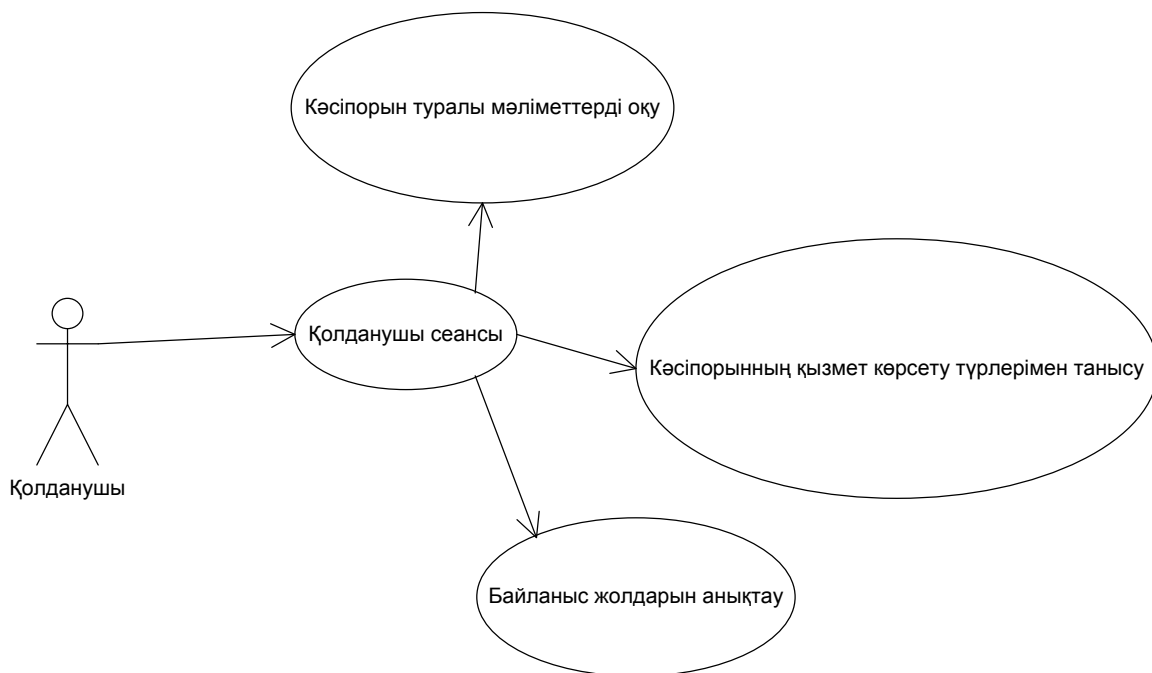 Кәсіпорын туралы мәліметтерді оқу
Қолданушы сеансы
Кәсіпорынның қызмет көрсету түрлерімен танысу
Қолданушы
Байланыс жолдарын анықтау